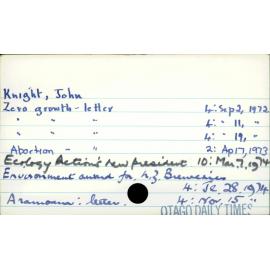 Knight, John
Zero growth - letter 4: Sep 2, 1972
" " " 4: " 11, "
" " " 4: " 19, "
Abortion - " 2: Ap 17, 1973
Ecology Action's new president 10: Mar. 7, 1974
Environment award for N.Z. Breweries
4: Je 28, 1974
Aramoana: letter. 4: Nov. 15 "
OTAGO DAILY TIMES